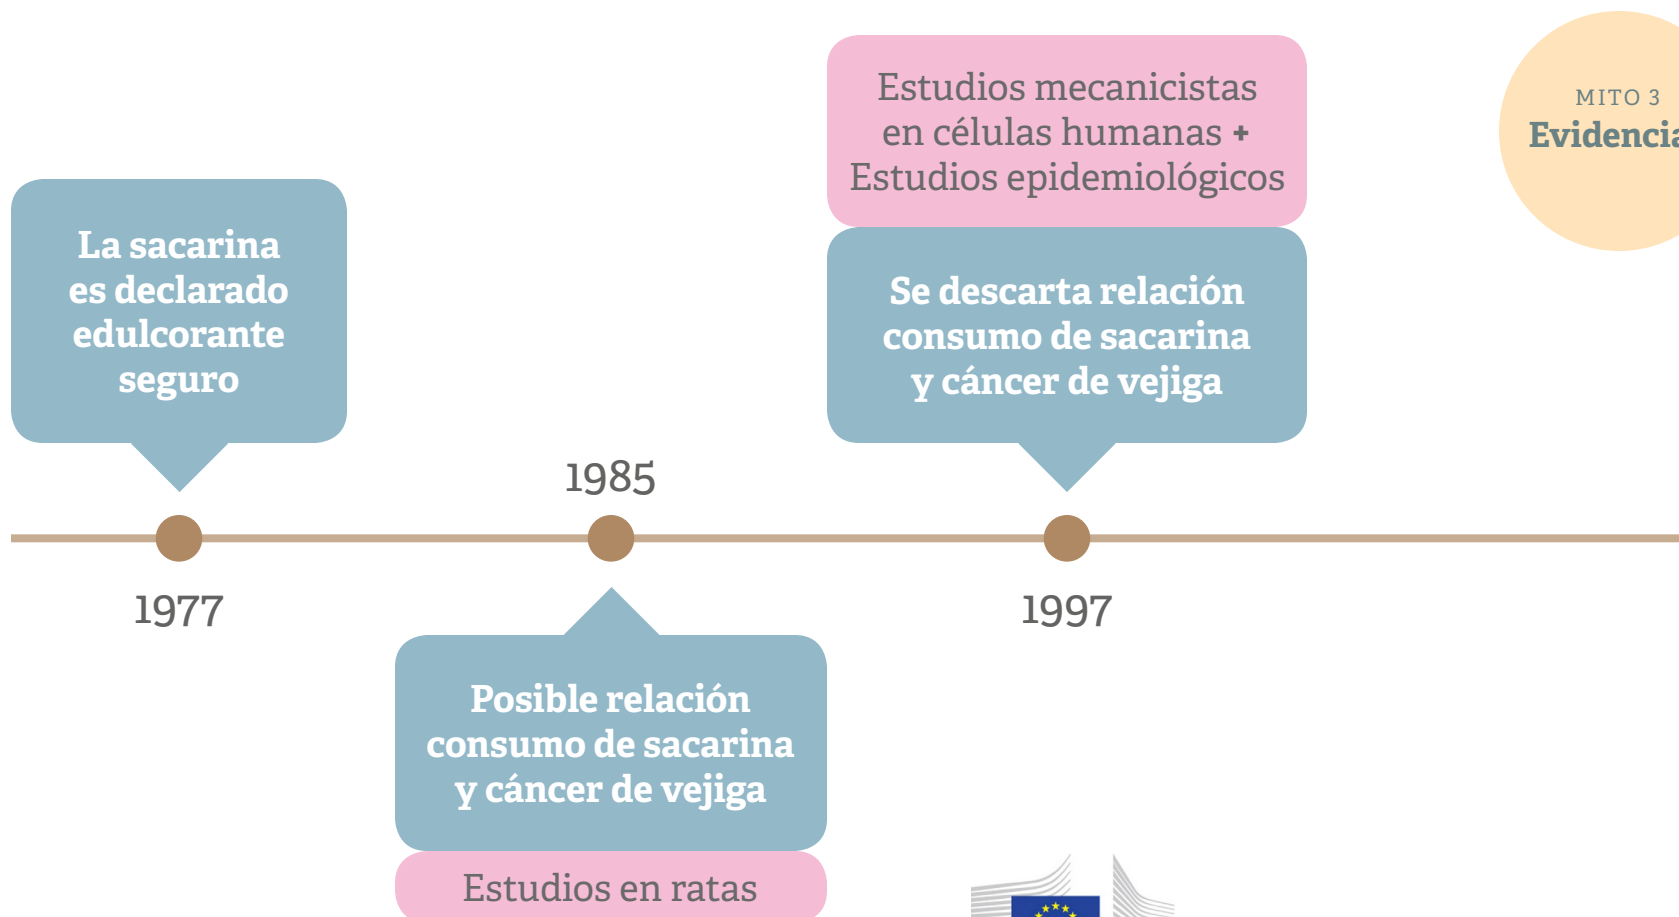 La sacarina
es declarado
edulcorante
seguro
1977
1985
Posible relación
consumo de sacarina
y cáncer de vejiga
Estudios en ratas
Estudios mecanicistas
en células humanas +
Estudios epidemiológicos
Se descarta relación
consumo de sacarina
y cáncer de vejiga
1997
MITO 3
Evidencia